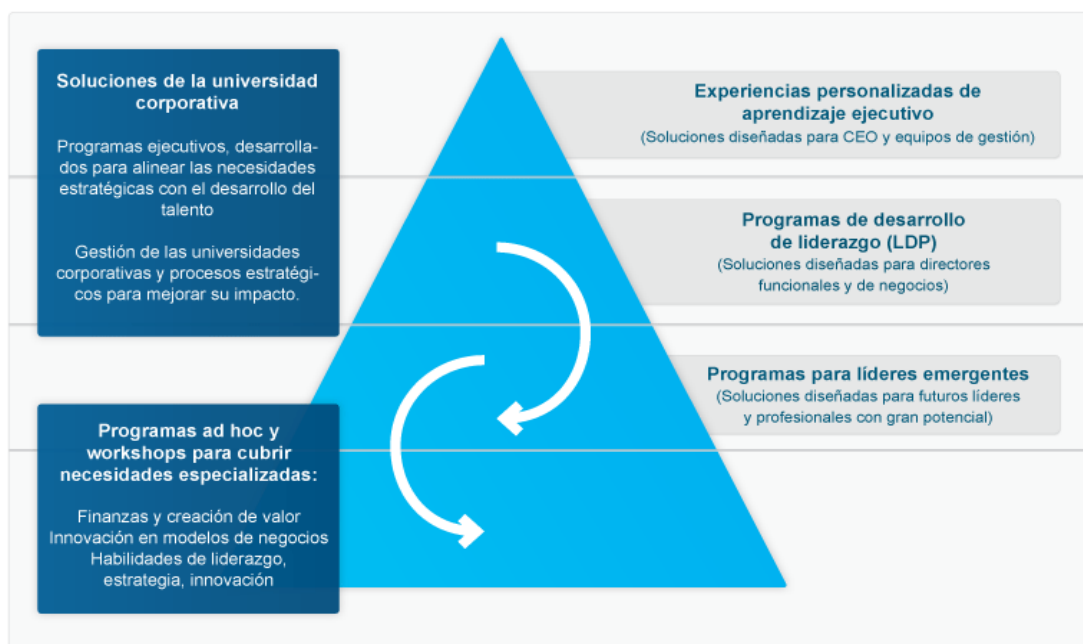 Soluciones de la universidad
corporativa
Programas ejecutivos, desarrolla-
dos para alinear las necesidades
estratégicas con el desarrollo del
talento
Gestión de las universidades
corporativas y procesos estratégi-
cos para mejorar su impacto.
Programas ad hoc y
workshops para cubrir
necesidades especializadas:
Finanzas y creación de valor
Innovación en modelos de negocios
Habilidades de liderazgo,
estrategia, innovación
Experiencias personalizadas de
aprendizaje ejecutivo
(Soluciones diseñadas para CEO y equipos de gestión)
Programas de desarrollo
de liderazgo (LDP)
(Soluciones diseñadas para directores
funcionales y de negocios)
Programas para líderes emergentes
(Soluciones diseñadas para futuros líderes
y profesionales con gran potencial)